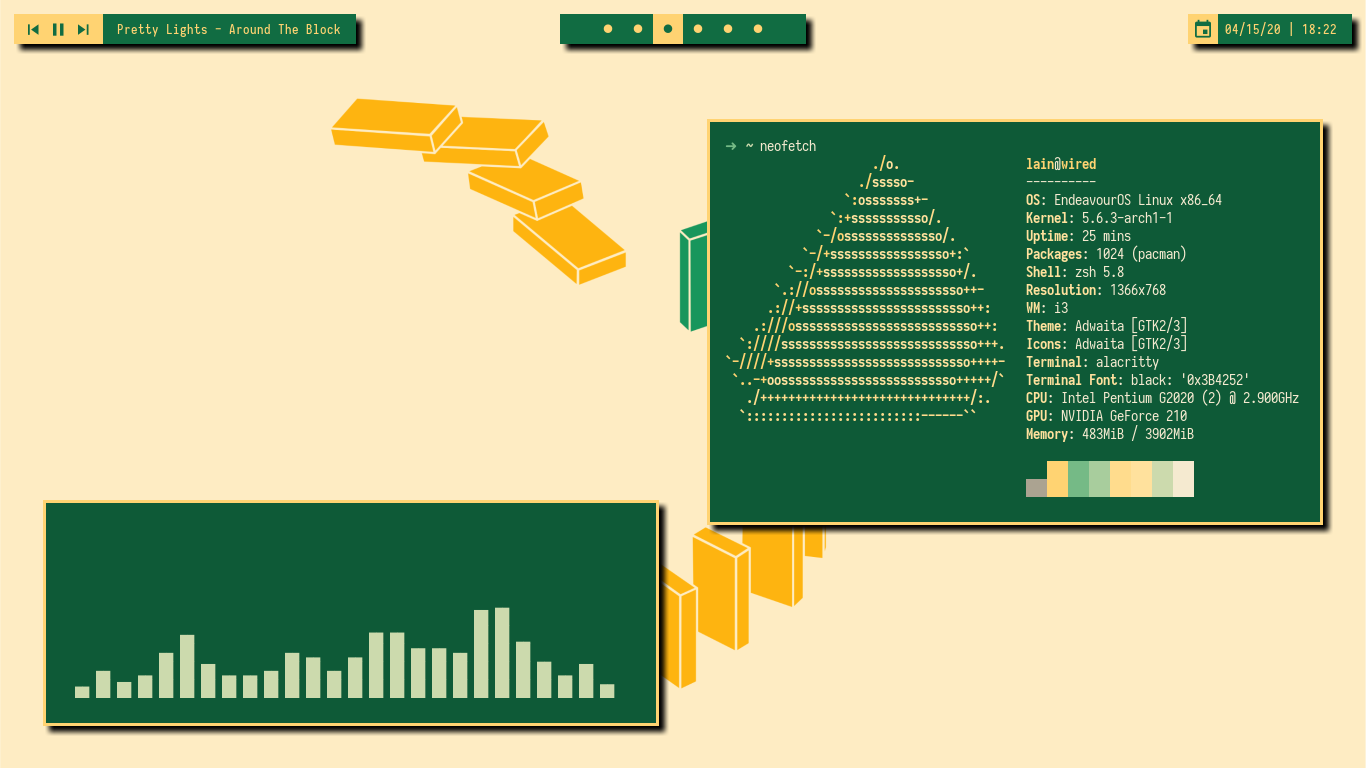 Pretty Lights - Around The Block
04/15/20 | 18:22
→ ~ neofetch
./o.
./sssso-
`:osssssss+-
`:+sssssssssso/.
`-/ossssssssssssso/.
`-/+sssssssssssssssso+:`
`-:/+sssssssssssssssssso+/.
`.://osssssssssssssssssssso++-
.://+ssssssssssssssssssssssso++:
.:///ossssssssssssssssssssssssso++:
`:////ssssssssssssssssssssssssssso+++.
`-////+ssssssssssssssssssssssssssso++++-
`..-+oosssssssssssssssssssssssso+++++/`
./++++++++++++++++++++++++++++++/:.
`:::::::::::::::::::::::::------``
lain@wired
----------
OS: EndeavourOS Linux x86_64
Kernel: 5.6.3-arch1-1
Uptime: 25 mins
Packages: 1024 (pacman)
Shell: zsh 5.8
Resolution: 1366x768
WM: i3
Theme: Adwaita [GTK2/3]
Icons: Adwaita [GTK2/3]
Terminal: alacritty
Terminal Font: black: '0x3B4252'
CPU: Intel Pentium G2020 (2) @ 2.900GHz
GPU: NVIDIA GeForce 210
Memory: 483MiB / 3902MiB